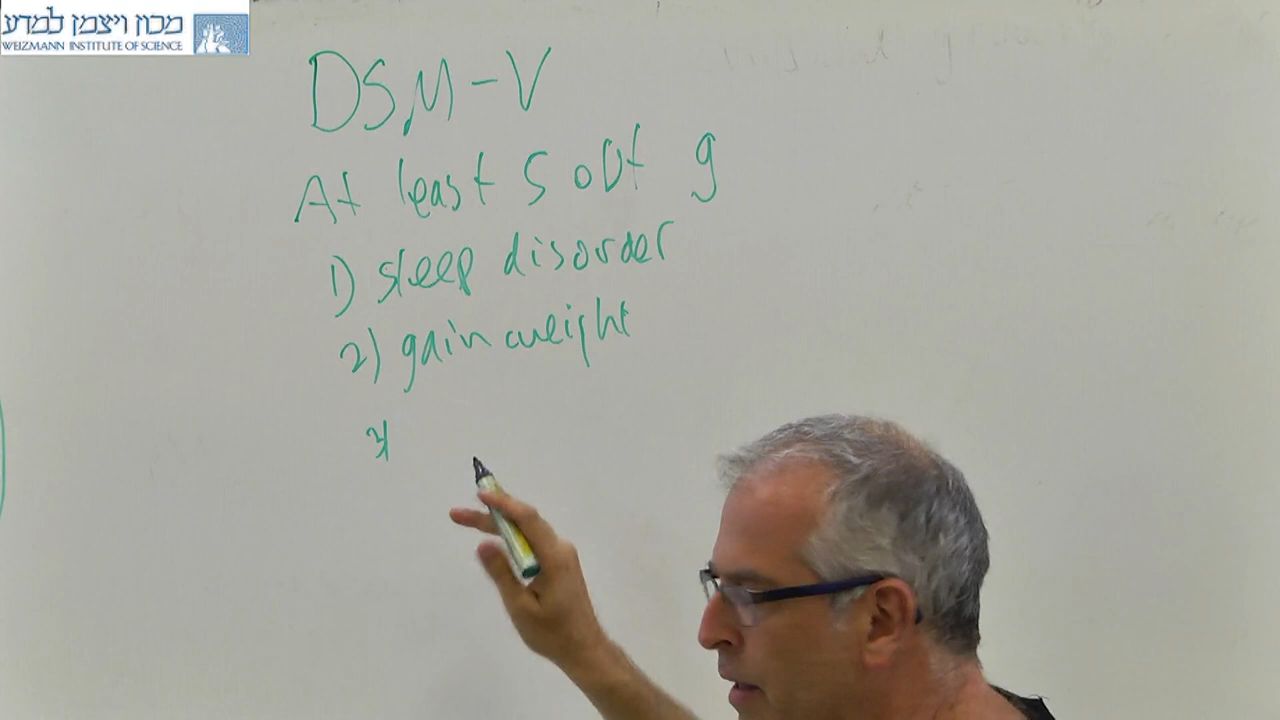 מכון ויצמן למדע
WEIZMANN INSTITUTE OF SCIENCE
DSM-V
At least 5 out 9
1) sleep disorder
2) gain weight
3)